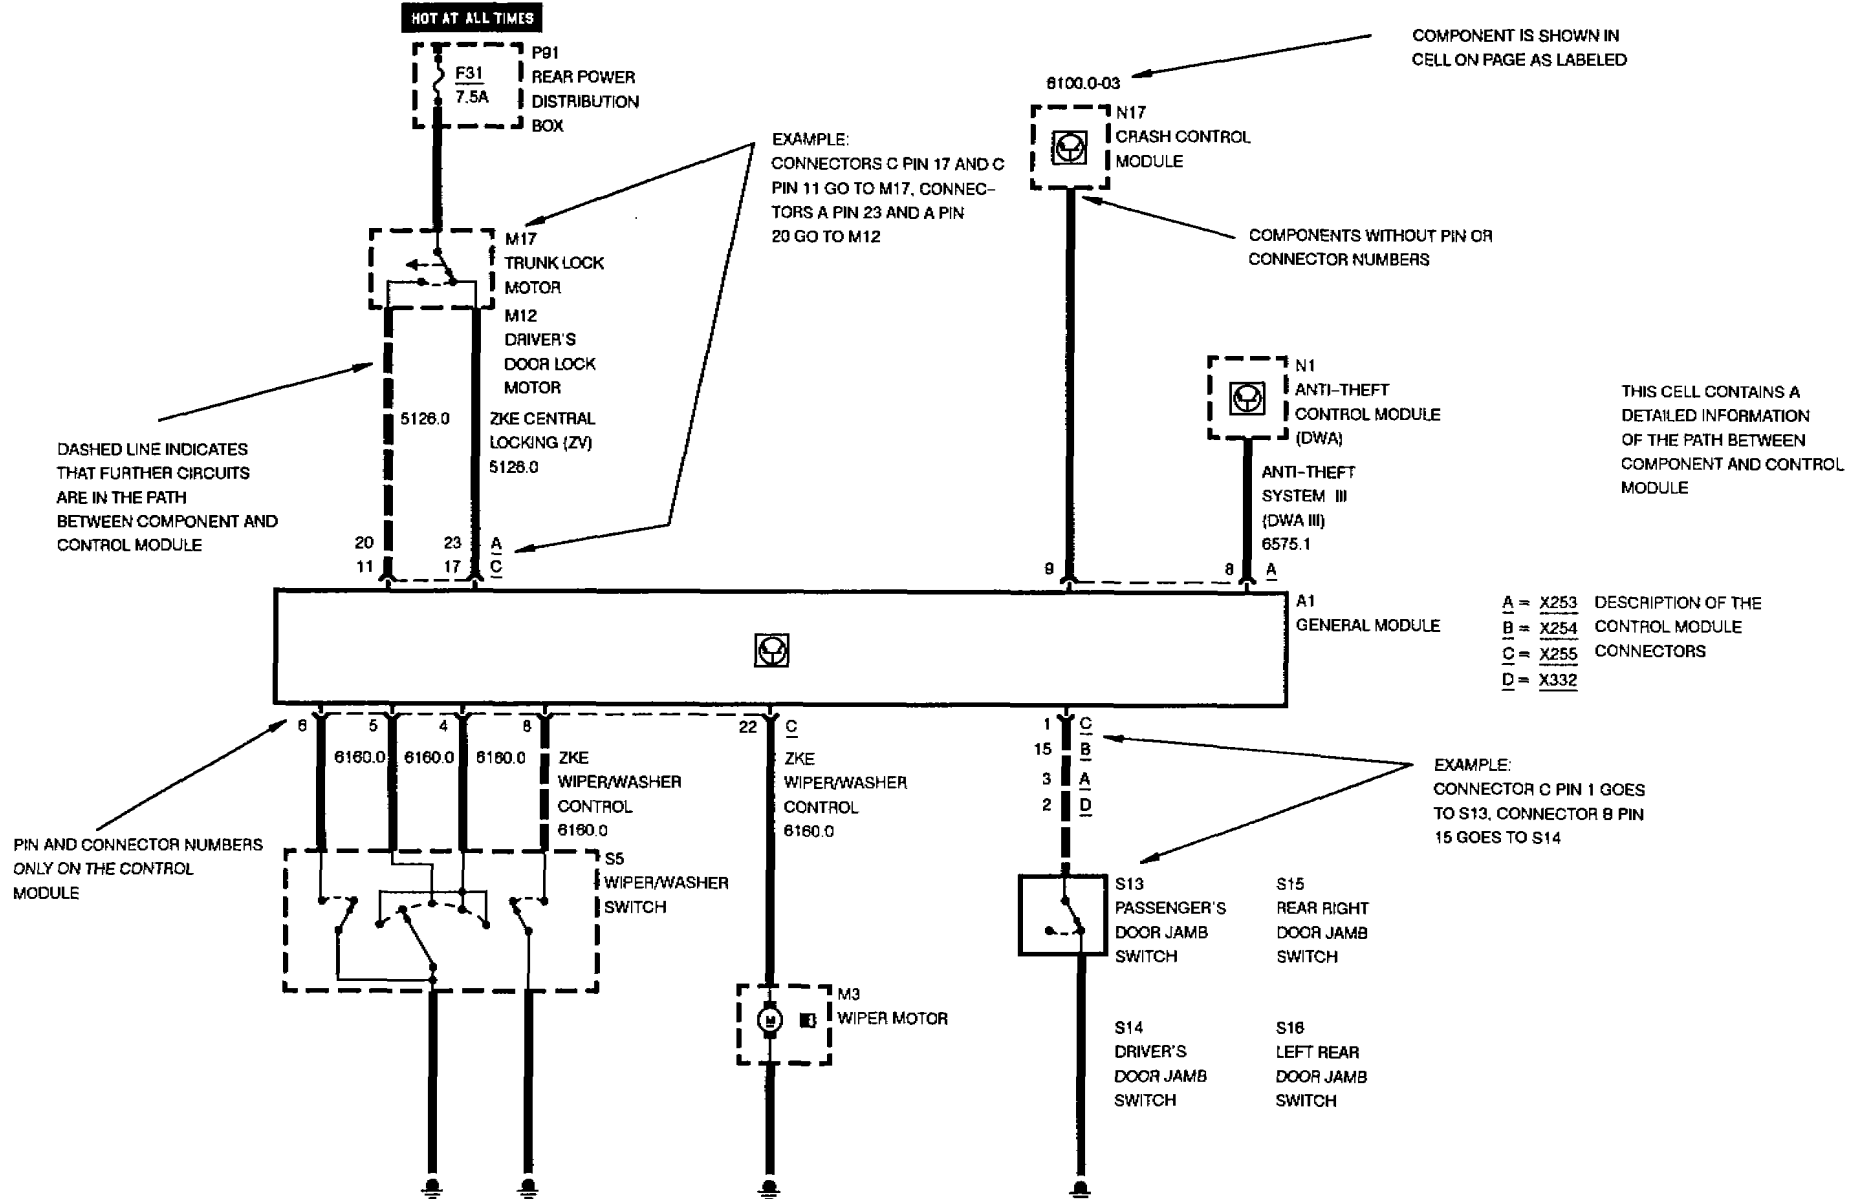 HOT AT ALL TIMES
F31
7.5A
P91
REAR POWER
DISTRIBUTION
BOX
COMPONENT IS SHOWN IN
CELL ON PAGE AS LABELED
6100.0-03
N17
CRASH CONTROL
MODULE
EXAMPLE:
CONNECTORS C PIN 17 AND C
PIN 11 GO TO M17, CONNEC-
TORS A PIN 23 AND A PIN
20 GO TO M12
COMPONENTS WITHOUT PIN OR
CONNECTOR NUMBERS
M17
TRUNK LOCK
MOTOR
M12
DRIVER'S
DOOR LOCK
MOTOR
5126.0
ZKE CENTRAL
LOCKING (ZV)
5126.0
DASHED LINE INDICATES
THAT FURTHER CIRCUITS
ARE IN THE PATH
BETWEEN COMPONENT AND
CONTROL MODULE
N1
ANTI-THEFT
CONTROL MODULE
(DWA)
ANTI-THEFT
SYSTEM III
(DWA III)
6575.1
THIS CELL CONTAINS A
DETAILED INFORMATION
OF THE PATH BETWEEN
COMPONENT AND CONTROL
MODULE
20 23 A
11 17 C
9 8 A
A1
GENERAL MODULE
A = X253 DESCRIPTION OF THE
B = X254 CONTROL MODULE
C = X255 CONNECTORS
D = X332
6 5 4 8 22 C
1 C
15 B
3 A
2 D
6160.0 6160.0 6160.0
ZKE
WIPER/WASHER
CONTROL
6160.0
ZKE
WIPER/WASHER
CONTROL
6160.0
EXAMPLE:
CONNECTOR C PIN 1 GOES
TO S13, CONNECTOR B PIN
15 GOES TO S14
PIN AND CONNECTOR NUMBERS
ONLY ON THE CONTROL
MODULE
S5
WIPER/WASHER
SWITCH
M
M3
WIPER MOTOR
S13
PASSENGER'S
DOOR JAMB
SWITCH
S15
REAR RIGHT
DOOR JAMB
SWITCH
S14
DRIVER'S
DOOR JAMB
SWITCH
S16
LEFT REAR
DOOR JAMB
SWITCH